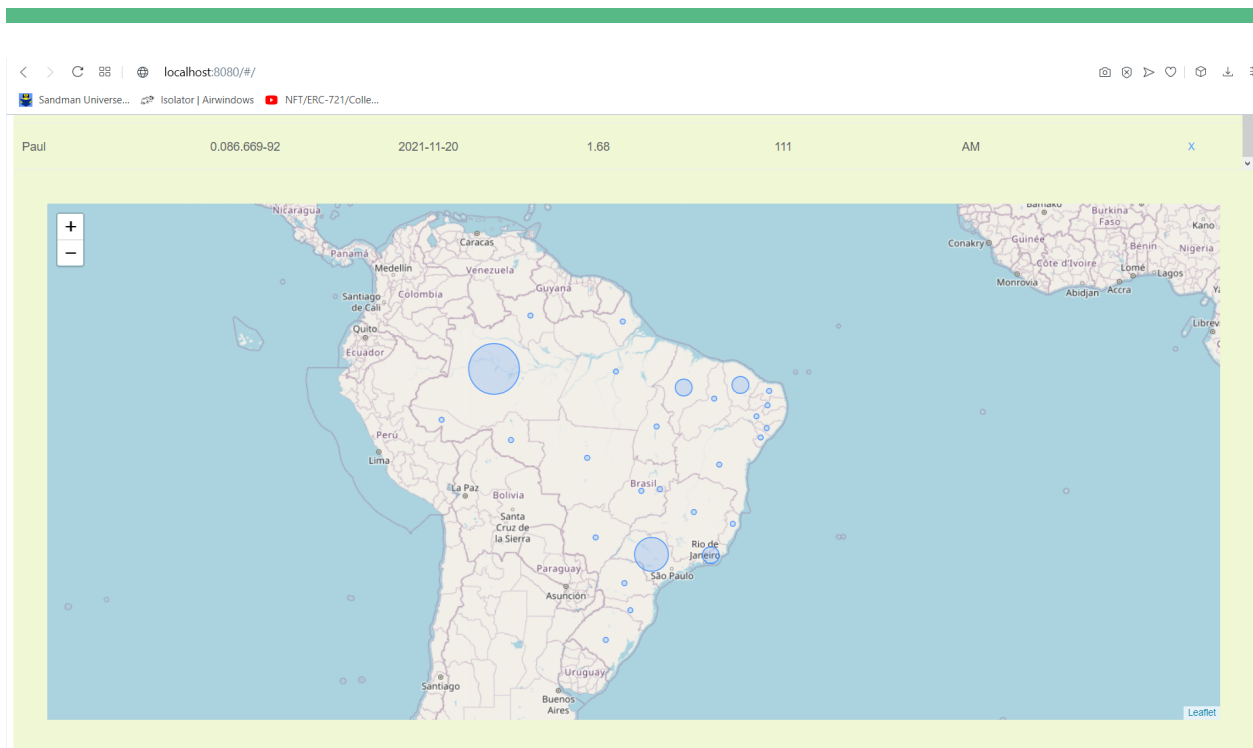 localhost:8080/#/
Sandman Universe... Isolator | Airwindows NFT/ERC-721/Colle...
Paul 0.086.669-92 2021-11-20 1.68 111 AM X
+
−
Nicaragua
Panamá
Caracas
Medellín
Venezuela
Guyana
Santiago
de Cali
Colombia
Quito
Ecuador
Bamako
Burkina
Faso
Kano
Conakry
Guinée
Bénin
Nigeria
Côte d'Ivoire
Lomé
Lagos
Monrovia
Abidjan
Accra
Librev
Perú
Lima
La Paz
Bolivia
Santa
Cruz de
la Sierra
Brasil
Rio de
Janeiro
São Paulo
Paraguay
Asunción
Uruguay
Santiago
Buenos
Aires
Leaflet